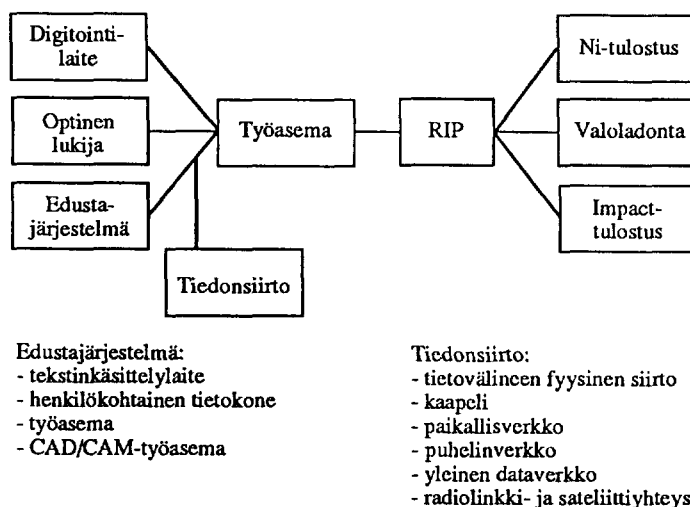 Digitointi-
laite
Optinen
lukija
Edusta-
järjestelmä
Työasema
Tiedonsiirto
RIP
Ni-tulostus
Valoladonta
Impact-
tulostus
Edustajärjestelmä:
- tekstinkäsittelylaite
- henkilökohtainen tietokone
- työasema
- CAD/CAM-työasema
Tiedonsiirto:
- tietovälineen fyysinen siirto
- kaapeli
- paikallisverkko
- puhelinverkko
- yleinen dataverkko
- radiolinkki- ja sateliittiyhteys